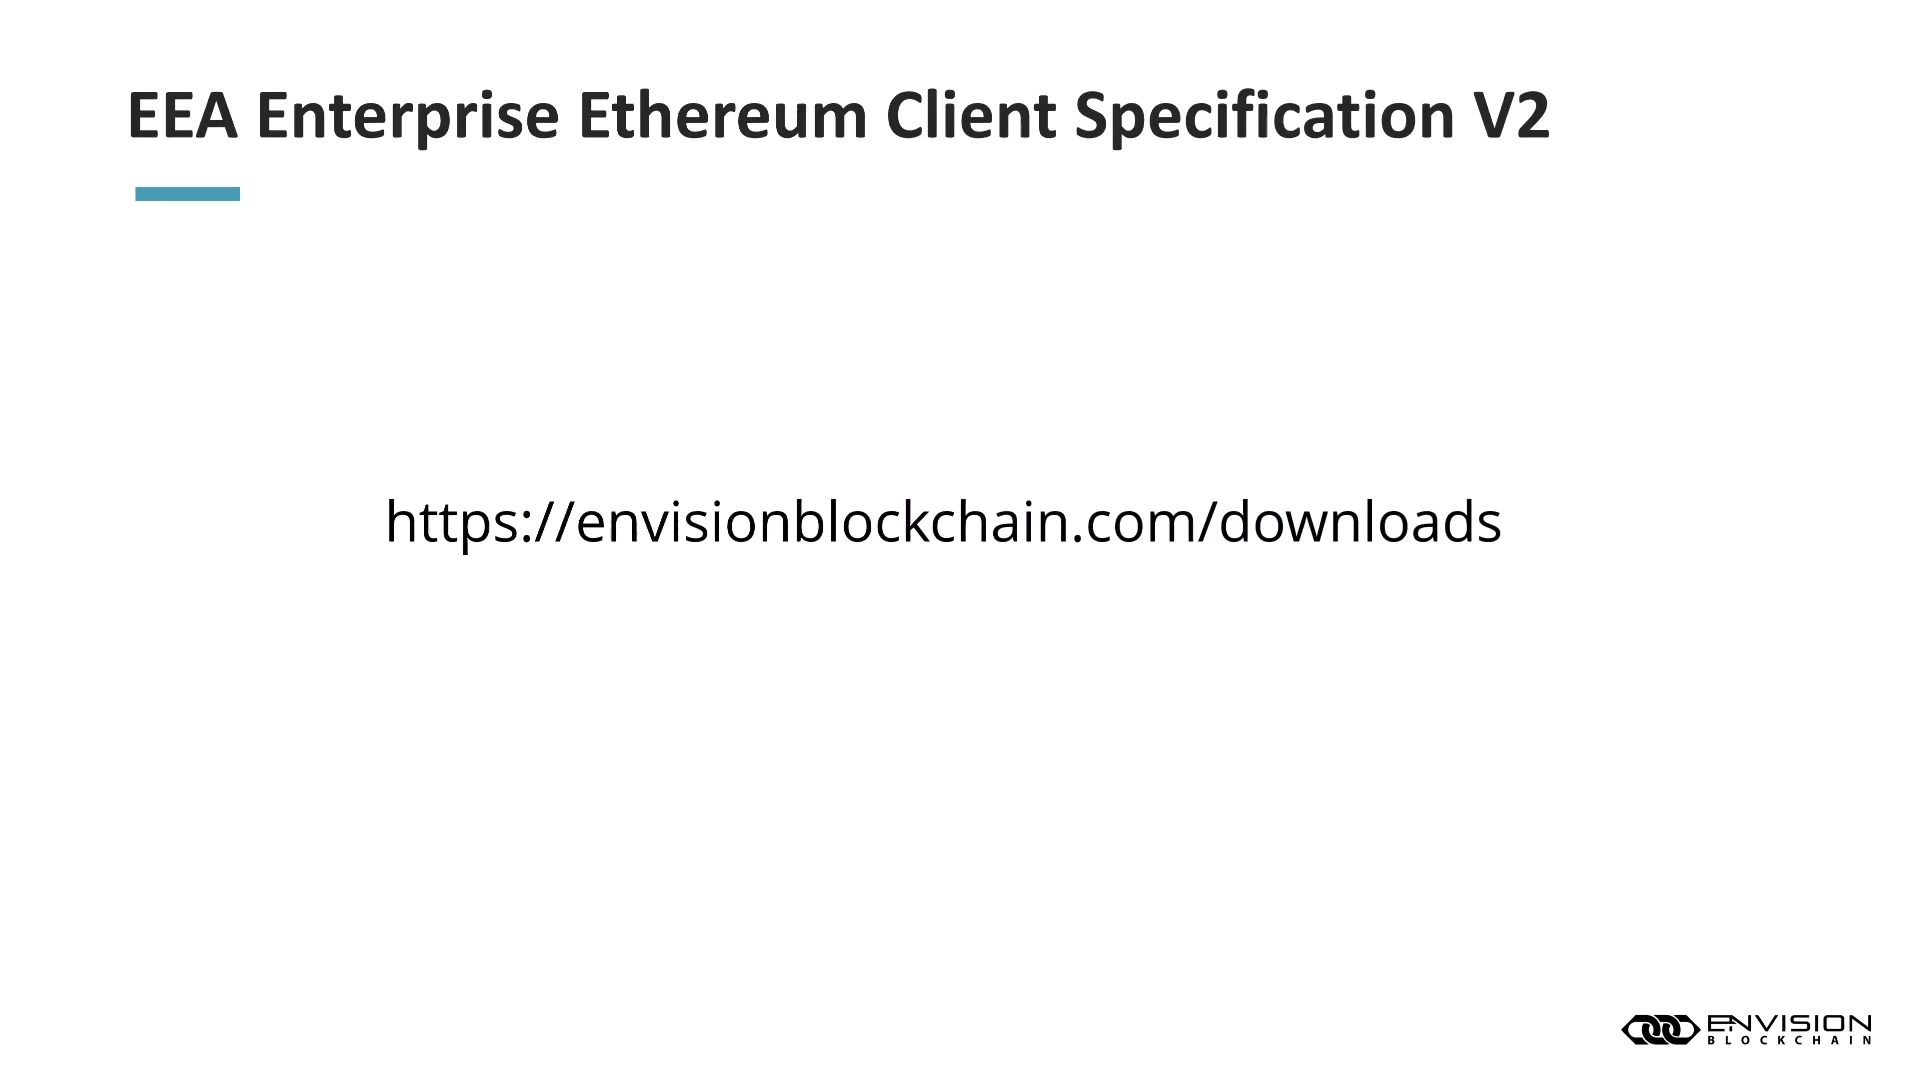 EEA Enterprise Ethereum Client Specification V2
https://envisionblockchain.com/downloads
ENVISION
BLOCKCHAIN